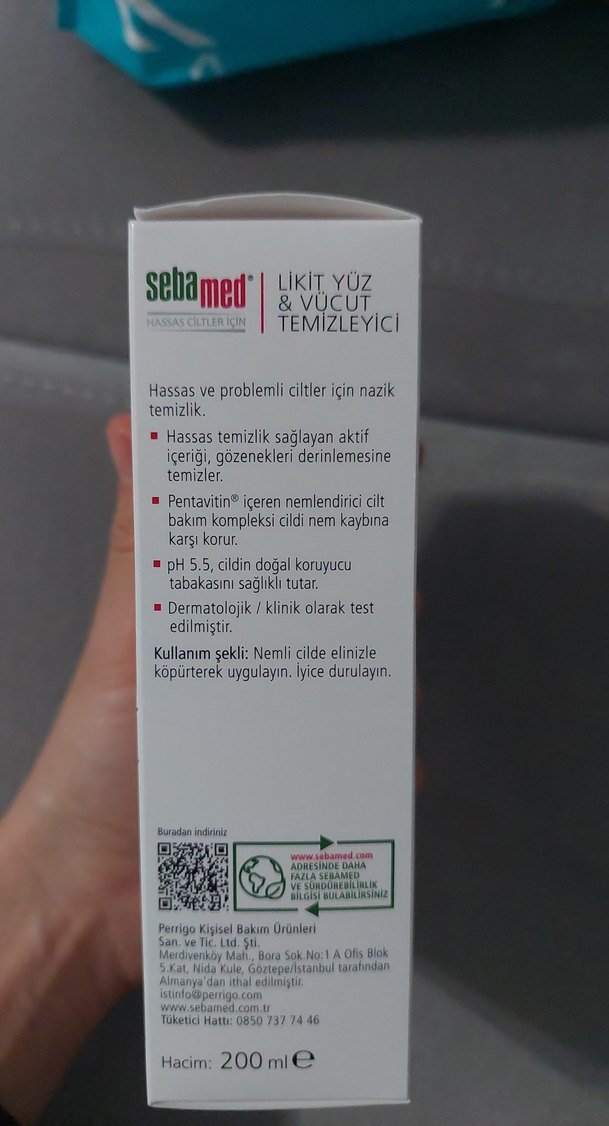 sebamed®
HASSAS CİLTLER İÇİN
LİKİT YÜZ
& VÜCUT
TEMİZLEYİCİ
Hassas ve problemli ciltler için nazik
temizlik.
Hassas temizlik sağlayan aktif
içeriği, gözenekleri derinlemesine
temizler.
Pentavitin® içeren nemlendirici cilt
bakım kompleksi cildi nem kaybına
karşı korur.
pH 5.5, cildin doğal koruyucu
tabakasını sağlıklı tutar.
Dermatolojik / klinik olarak test
edilmiştir.
Kullanım şekli: Nemli cilde elinizle
köpürterek uygulayın. İyice durulayın.
Buradan indiriniz
www.sebamed.com
ADRESİNDE DAHA
FAZLA SEBAMED
VE SÜRDÜREBİLİRLİK
BİLGİSİ BULABİLİRSİNİZ
Perrigo Kişisel Bakım Ürünleri
San. ve Tic. Ltd. Şti.
Merdivenköy Mah., Bora Sok.No:1 A Ofis Blok
5.Kat, Nida Kule, Göztepe/İstanbul tarafından
Almanya'dan ithal edilmiştir.
istinfo@perrigo.com
www.sebamed.com.tr
Tüketici Hattı: 0850 737 74 46
Hacim: 200 ml ℮